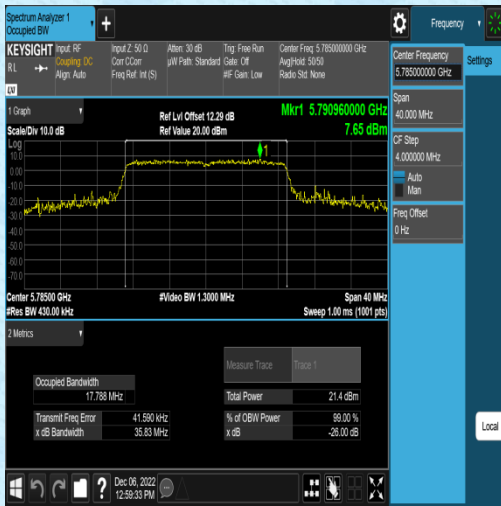 Spectrum Analyzer 1
Occupied BW
Frequency
KEYSIGHT
Input: RF
Input Z: 50 Ω
Atten: 30 dB
Trig: Free Run
Center Freq: 5.785000000 GHz
RL
Coupling: DC
Corr CCorr
µW Path: Standard
Gate: Off
Avg|Hold: 50/50
Align: Auto
Freq Ref: Int (S)
#IF Gain: Low
Radio Std: None
LXI
Center Frequency
5.785000000 GHz
Settings
Span
40.000 MHz
CF Step
4.000000 MHz
Auto
Man
Freq Offset
0 Hz
1 Graph
Ref Lvl Offset 12.29 dB
Mkr1 5.790960000 GHz
Scale/Div 10.0 dB
Ref Value 20.00 dBm
7.65 dBm
Log
10.0
0.00
-10.0
-20.0
-30.0
-40.0
-50.0
-60.0
-70.0
1
Center 5.78500 GHz
#Video BW 1.3000 MHz
Span 40 MHz
#Res BW 430.00 kHz
Sweep 1.00 ms (1001 pts)
2 Metrics
Measure Trace
Trace 1
Occupied Bandwidth
17.788 MHz
Total Power
21.4 dBm
Transmit Freq Error
41.590 kHz
% of OBW Power
99.00 %
x dB Bandwidth
35.83 MHz
x dB
-26.00 dB
Local
?
Dec 06, 2022
12:59:33 PM